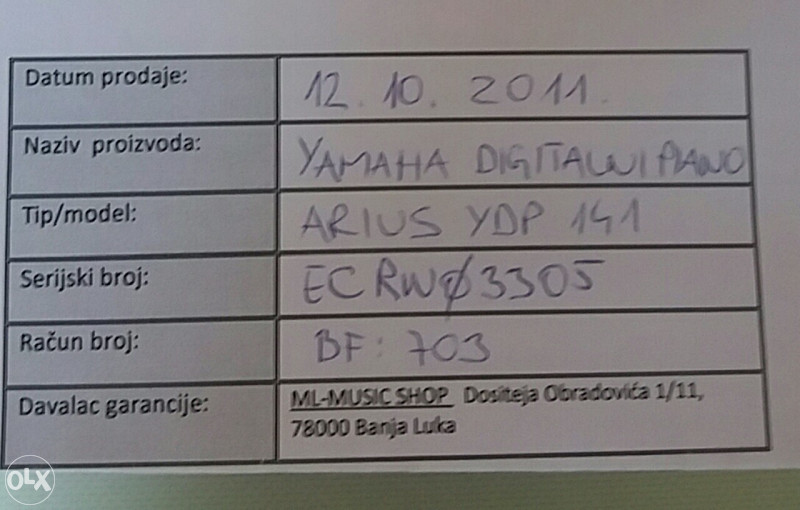 Datum prodaje: 12. 10. 2011.
Naziv proizvoda: YAMAHA DIGITALNI PIANO
Tip/model: ARIUS YDP 141
Serijski broj: ECRWØ3305
Račun broj: BF: 703
Davalac garancije: ML-MUSIC SHOP Dositeja Obradovića 1/11,
78000 Banja Luka
OLX